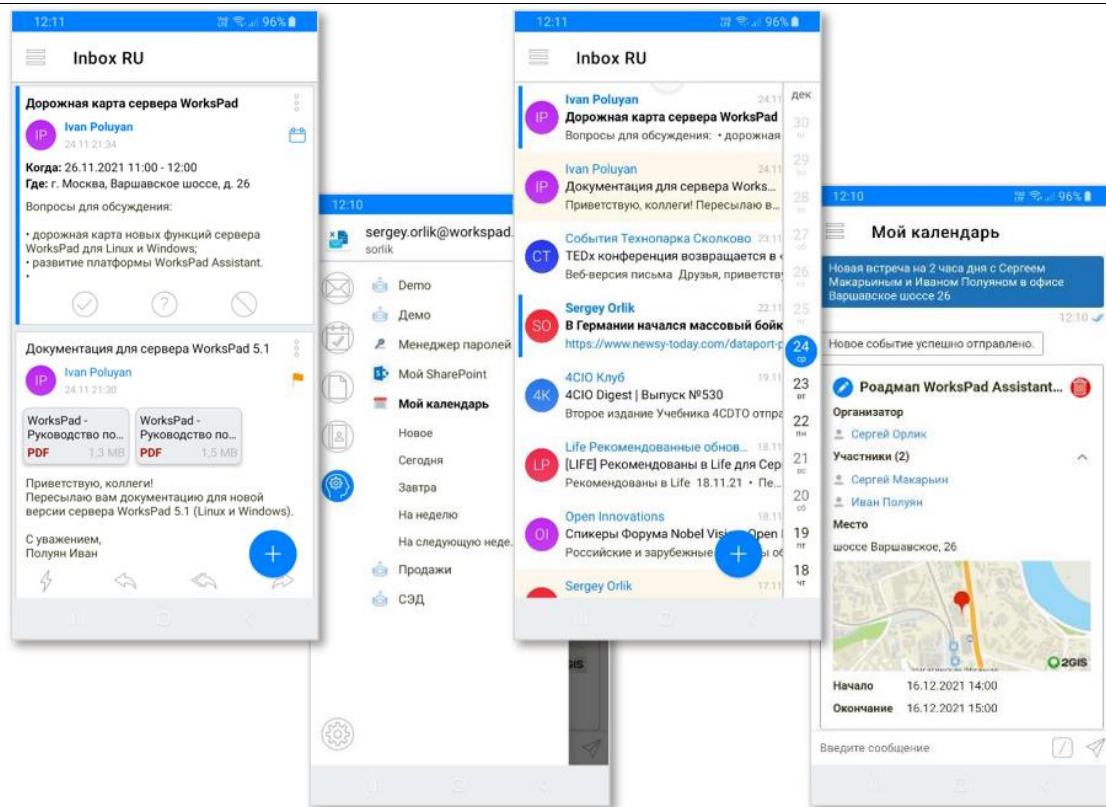 12:11
96%
Inbox RU
Дорожная карта сервера WorksPad
IP
Ivan Poluyan
24.11 21:34
Когда: 26.11.2021 11:00 - 12:00
Где: г. Москва, Варшавское шоссе, д. 26
Вопросы для обсуждения:
• дорожная карта новых функций сервера
WorksPad для Linux и Windows;
• развитие платформы WorksPad Assistant.
•
Документация для сервера WorksPad 5.1
IP
Ivan Poluyan
24.11 21:30
WorksPad -
Руководство по...
PDF 1,3 MB
WorksPad -
Руководство по...
PDF 1,5 MB
Приветствую, коллеги!
Пересылаю вам документацию для новой
версии сервера WorksPad 5.1 (Linux и Windows).
С уважением,
Полуян Иван
12:10
sergey.orlik@workspad.
sorlik
Demo
Демо
Менеджер паролей
Мой SharePoint
Мой календарь
Новое
Сегодня
Завтра
На неделю
На следующую неде..
Продажи
СЭД
GIS
12:11
96%
Inbox RU
IP
Ivan Poluyan 24.11
Дорожная карта сервера WorksPad
Вопросы для обсуждения: • дорожная
IP
Ivan Poluyan 24.11
Документация для сервера Works...
Приветствую, коллеги! Пересылаю в...
СТ
События Технопарка Сколково 23.11
TEDx конференция возвращается в «
Веб-версия письма Друзья, приветству
SO
Sergey Orlik 22.11
В Германии начался массовый бойк
https://www.newsy-today.com/dataport-p
4K
4CIO Клуб 19.11
4CIO Digest | Выпуск №530
Второе издание Учебника 4CDTO отпра
LP
Life Рекомендованные обнов... 18.11
[LIFE] Рекомендованы в Life для Сер
Рекомендованы в Life 18.11.21 • Пе...
OI
Open Innovations 18.11
Спикеры Форума Nobel Vision Open
Российские и зарубежные
Sergey Orlik 17.11
дек
30
вт
29
пн
28
вс
27
сб
26
пт
25
чт
24
ср
23
вт
22
пн
21
вс
20
сб
19
пт
18
чт
12:10
96%
Мой календарь
Новая встреча на 2 часа дня с Сергеем
Макарьиным и Иваном Полуяном в офисе
Варшавское шоссе 26
12:10
Новое событие успешно отправлено.
Роадмап WorksPad Assistant...
Организатор
Сергей Орлик
Участники (2)
Сергей Макарьин
Иван Полуян
Место
шоссе Варшавское, 26
2GIS
Начало 16.12.2021 14:00
Окончание 16.12.2021 15:00
Введите сообщение